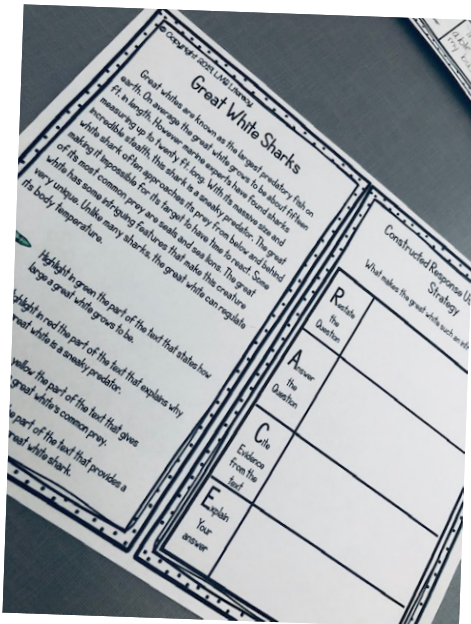 © Copyright 2021. LMB Literacy
Great White Sharks
Great whites are known as the largest predatory fish on
earth. On average the great white grows to be about fifteen
ft. in length. However marine experts have found sharks
measuring up to twenty ft. long. With its massive size and
incredible stealth, this shark is a sneaky predator. The great
white shark ofte approaches its prey from below and behind
making it impossible for its target to have time to react. Some
of its most common prey are seals and sea lions. The great
white has some intriguing features that make this creature
very unique. Unlike many sharks, the great white can regulate
its body temperature.
Highlight in green the part of the text that states how
large a great white grows to be.
in red the part of the text that explains why
great white is a sneaky predator.
yellow the part of the text that gives
great white's common prey.
part of the text that provides a
great white shark.
Constructed Response
Strategy
What makes the great white such an
Restate
the
Question
Answer
the
Question
Cite
Evidence
from the
text
Explain
Your
answer